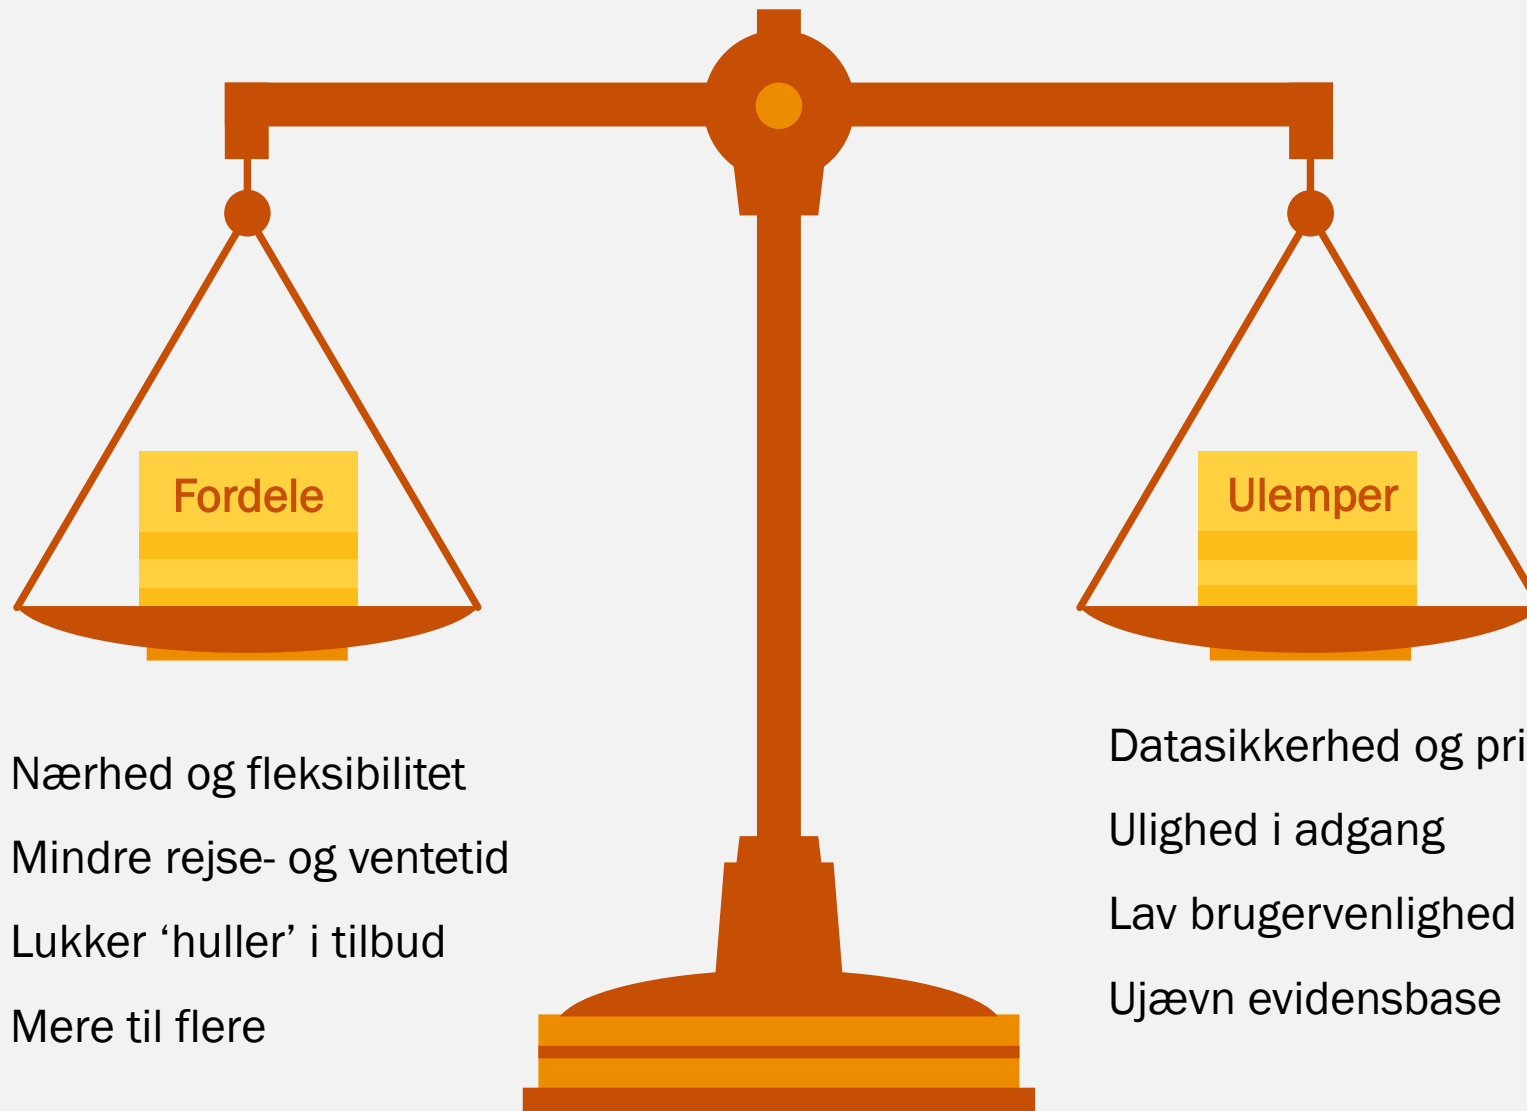 Fordele
Ulemper
Nærhed og fleksibilitet
Mindre rejse- og ventetid
Lukker ‘huller’ i tilbud
Mere til flere
Datasikkerhed og pri
Ulighed i adgang
Lav brugervenlighed
Ujævn evidensbase